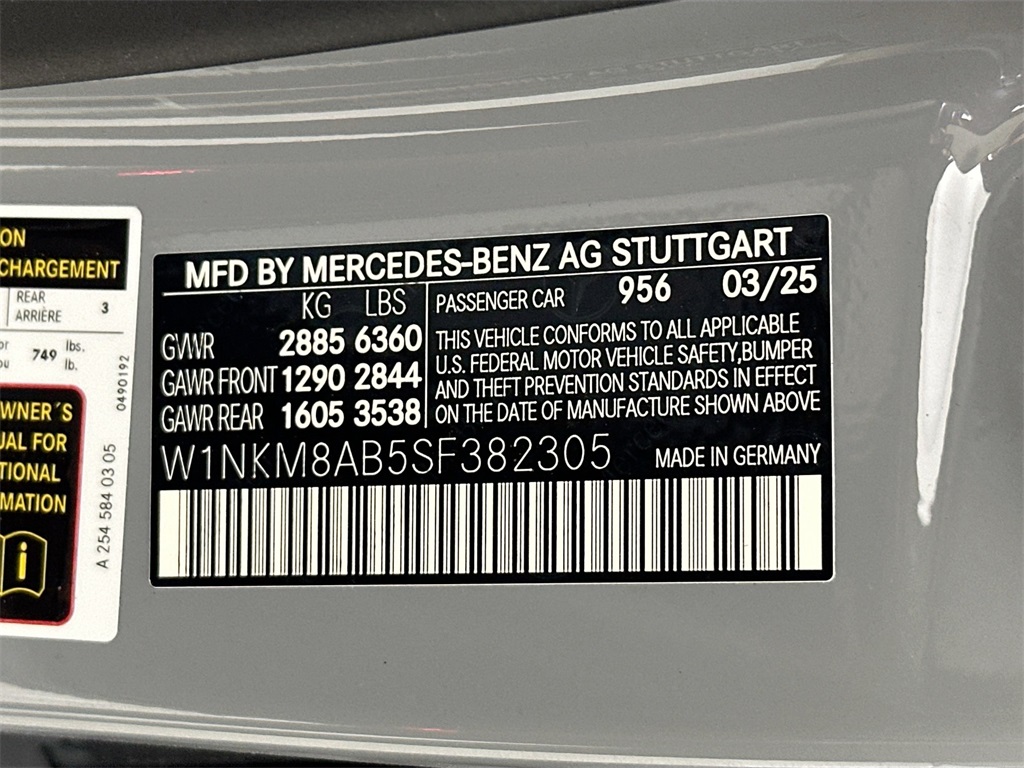 ON
CHARGEMENT
REAR
ARRIÈRE 3
or
ou 749 lbs.
lb.
0490192
WNER´S
UAL FOR
TIONAL
MATION
i
A 254 584 03 05
MFD BY MERCEDES-BENZ AG STUTTGART
KG LBS
GVWR 2885 6360
GAWR FRONT 1290 2844
GAWR REAR 1605 3538
PASSENGER CAR 956 03/25
THIS VEHICLE CONFORMS TO ALL APPLICABLE
U.S. FEDERAL MOTOR VEHICLE SAFETY,BUMPER
AND THEFT PREVENTION STANDARDS IN EFFECT
ON THE DATE OF MANUFACTURE SHOWN ABOVE
W1NKM8AB5SF382305 MADE IN GERMANY